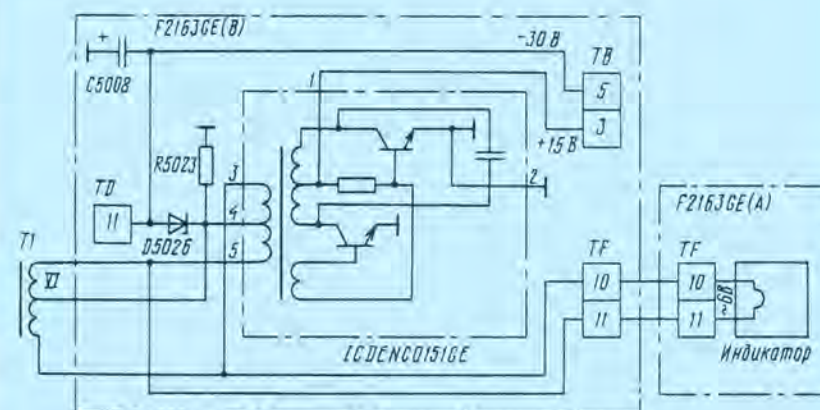 F2163GE(B)
-30 В
TB
C5008
1
5
3
+15 В
R5023
3
2
TD
4
F2163GE(A)
11
D5026
T1
5
TF
TF
VI
10
10
~6В
11
11
ICDENC0151GE
Индикатор